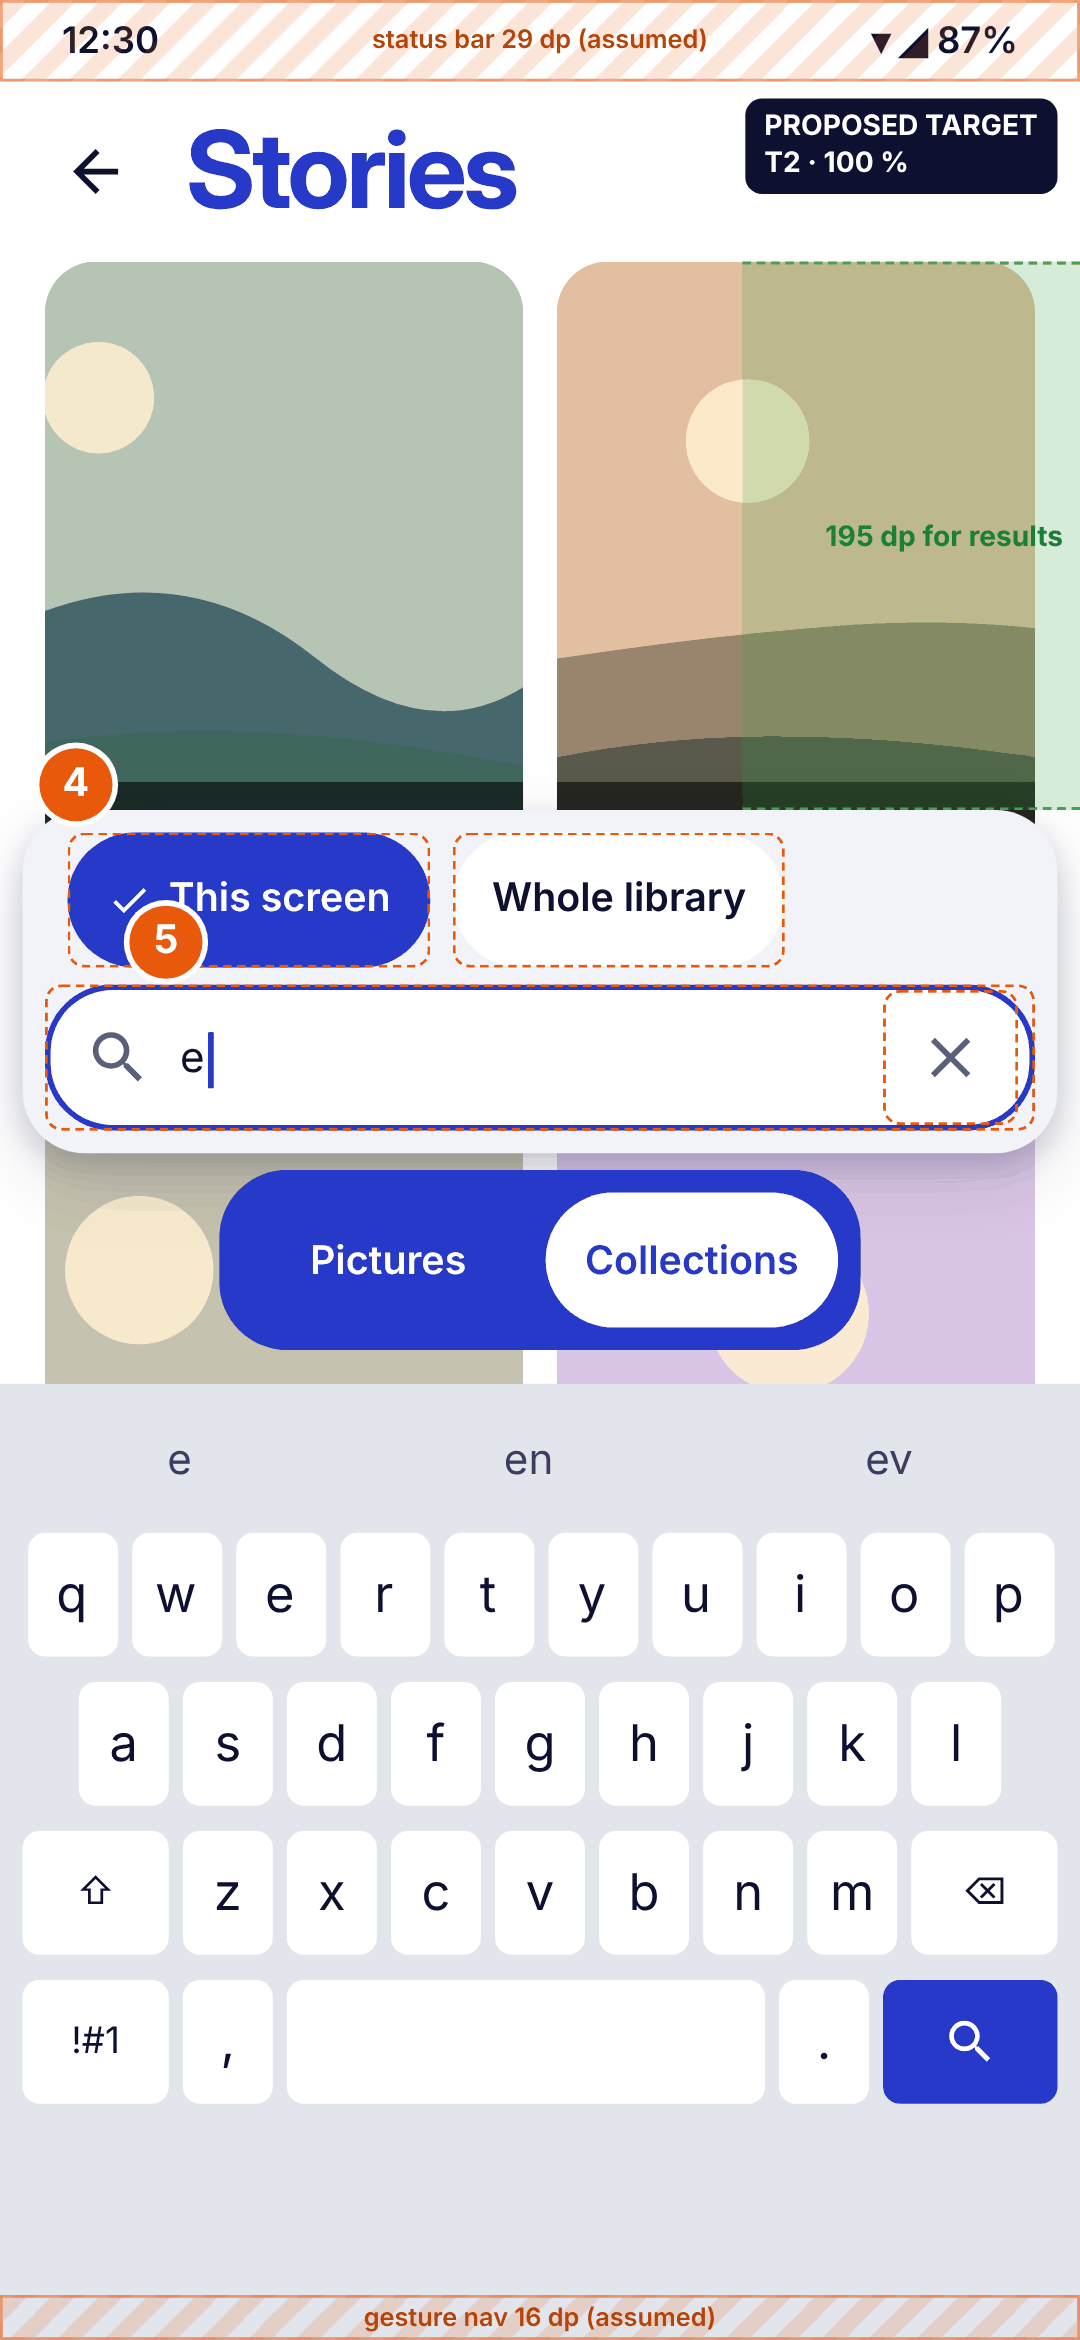 12:30
status bar 29 dp (assumed)
87%
Stories
PROPOSED TARGET
T2 · 100 %
195 dp for results
4
This screen
Whole library
5
e
Pictures
Collections
e en ev
q w e r t y u i o p
a s d f g h j k l
z x c v b n m
!#1 , .
gesture nav 16 dp (assumed)